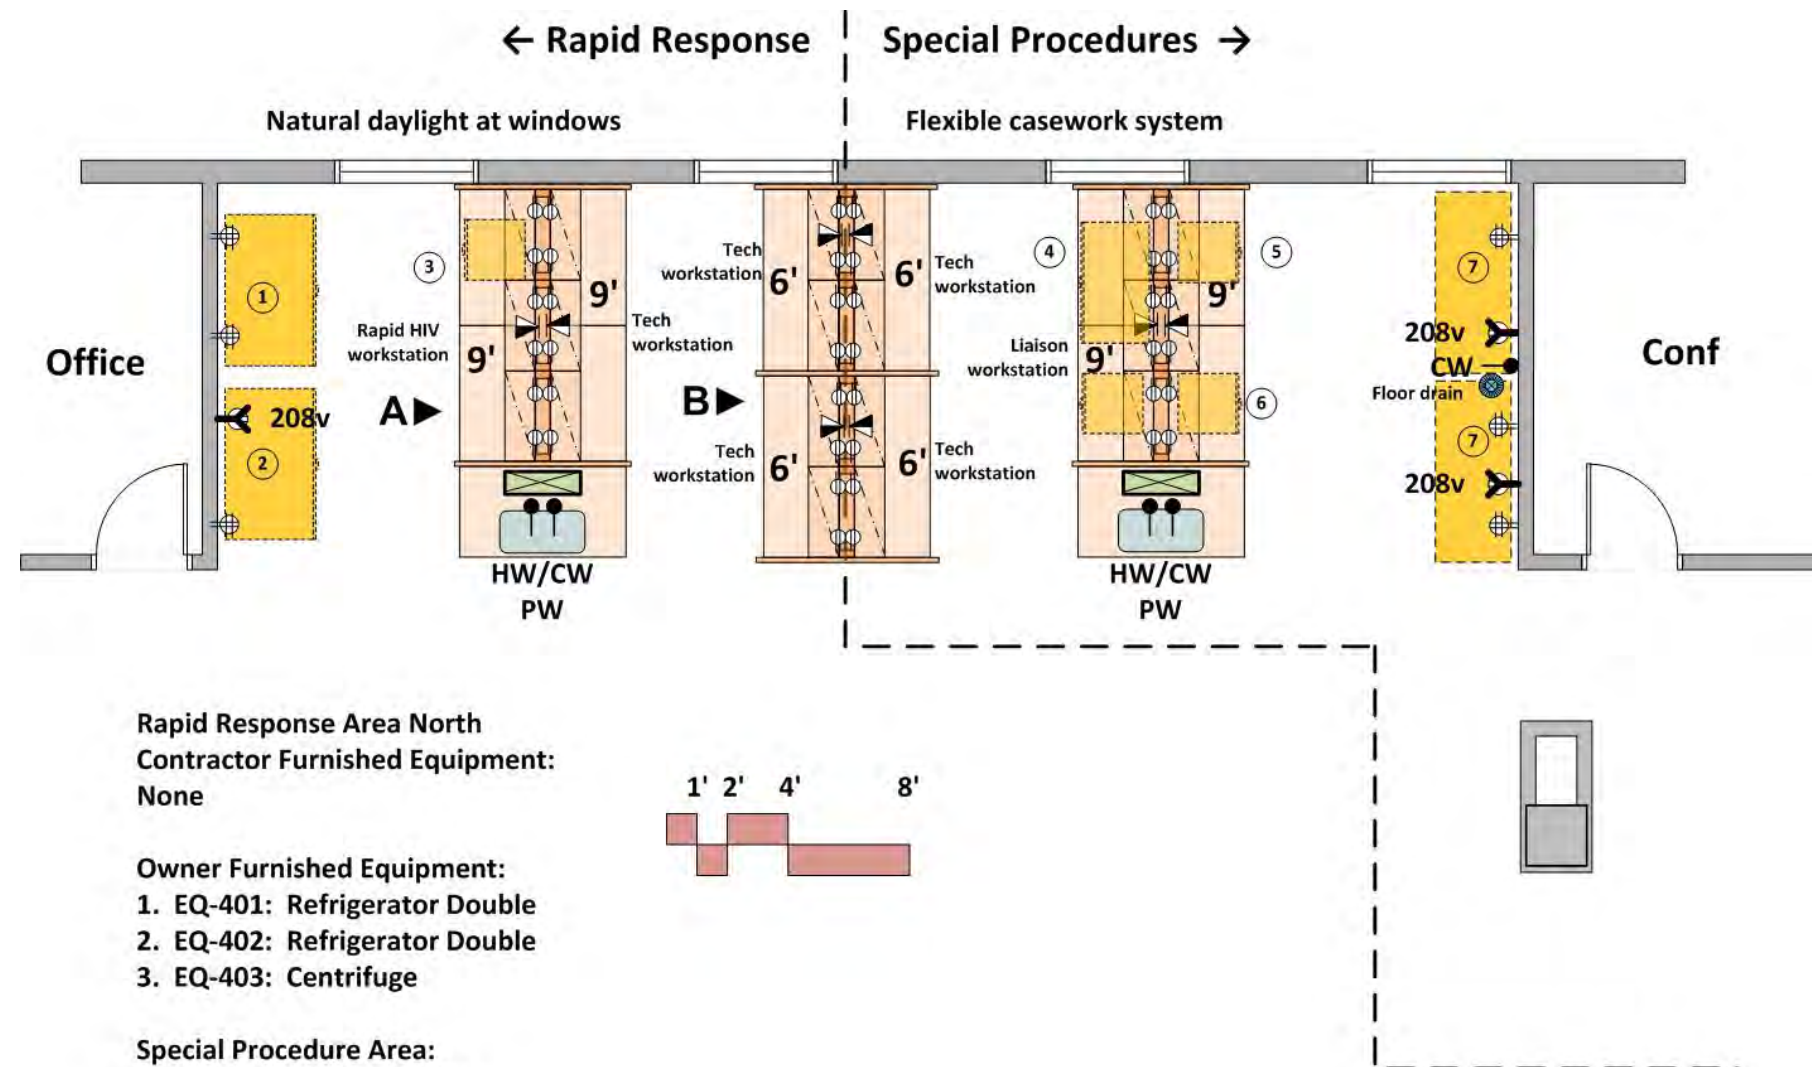 ← Rapid Response
Special Procedures →
Natural daylight at windows
Flexible casework system
Office
1
208v
2
3
Rapid HIV
workstation
A▶
9'
9'
Tech
workstation
HW/CW
PW
Tech
workstation
6'
6'
Tech
workstation
B▶
Tech
workstation
6'
6'
Tech
workstation
4
5
9'
Liaison
workstation
9'
6
HW/CW
PW
7
208v
CW
Floor drain
7
208v
Conf
Rapid Response Area North
Contractor Furnished Equipment:
None
1' 2' 4' 8'
Owner Furnished Equipment:
1. EQ-401: Refrigerator Double
2. EQ-402: Refrigerator Double
3. EQ-403: Centrifuge
Special Procedure Area: